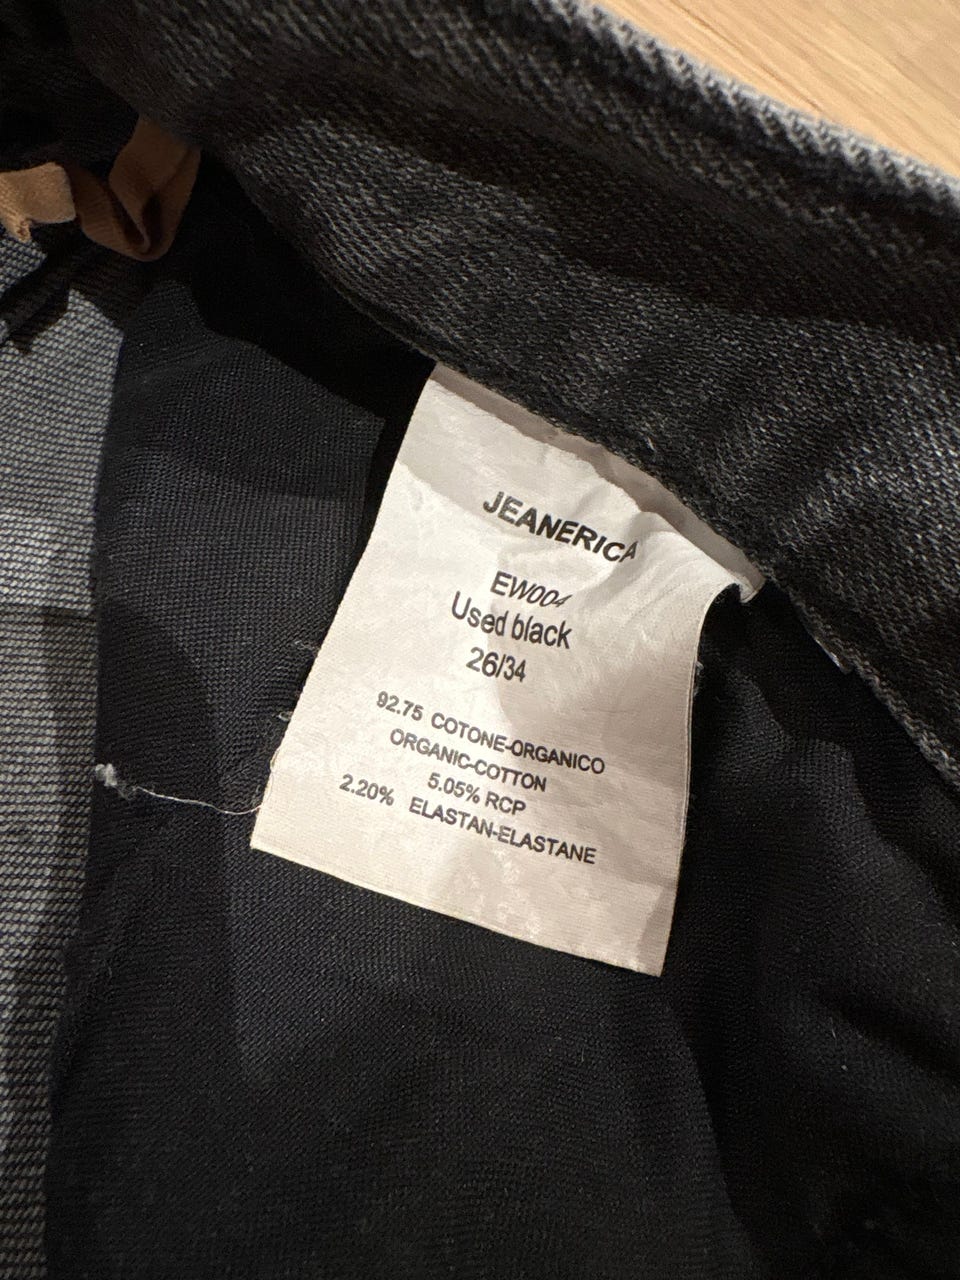 JEANERICA
EW004
Used black
26/34
92.75 COTONE-ORGANICO
ORGANIC-COTTON
5.05% RCP
2.20% ELASTAN-ELASTANE